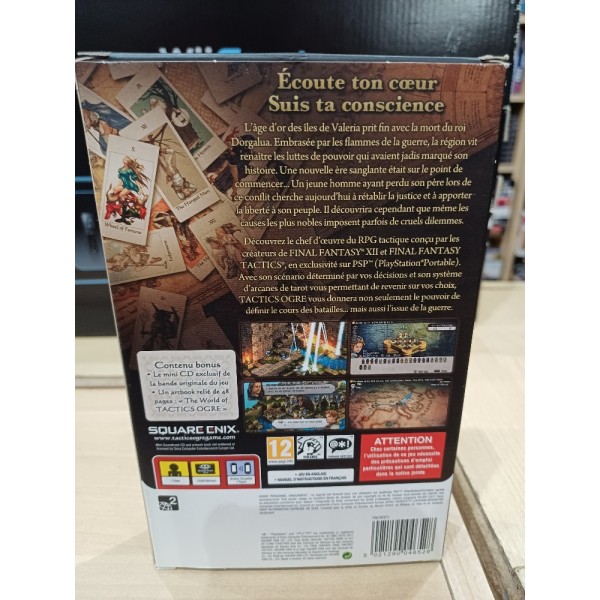 Écoute ton cœur
Suis ta conscience
L'âge d'or des îles de Valeria prit fin avec la mort du roi
Dorgalua. Embrasée par les flammes de la guerre, la région vit
renaître les luttes de pouvoir qui avaient jadis marqué son
histoire. Une nouvelle ère sanglante était sur le point de
commencer... Un jeune homme ayant perdu son père lors de
ce conflit cherche aujourd'hui à rétablir la justice et à apporter
la liberté à son peuple. Il découvrira cependant que même les
causes les plus nobles imposent parfois de cruels dilemmes.
Découvrez le chef d'œuvre du RPG tactique conçu par les
créateurs de FINAL FANTASY® XII et FINAL FANTASY
TACTICS®, en exclusivité sur PSP™ (PlayStation®Portable).
Avec son scénario déterminé par vos décisions et son système
d'arcanes de tarot vous permettant de revenir sur vos choix,
TACTICS OGRE vous donnera non seulement le pouvoir de
définir le cours des batailles... mais aussi l'issue de la guerre.
X
Wheel of Fortune
The Hanged Man
Contenu bonus
• Le mini CD exclusif de
la bande originale du jeu
• Un artbook relié de 48
pages : « The World of
TACTICS OGRE »
SQUARE ENIX
www.tacticsogregame.com
12
www.pegi.info
• JEU EN ANGLAIS
• MANUEL D'INSTRUCTIONS EN FRANÇAIS
ATTENTION
Chez certaines personnes,
l'utilisation de ce jeu nécessite
des précautions d'emploi
particulières qui sont détaillées
dans la notice jointe.
2
5 021290 046528